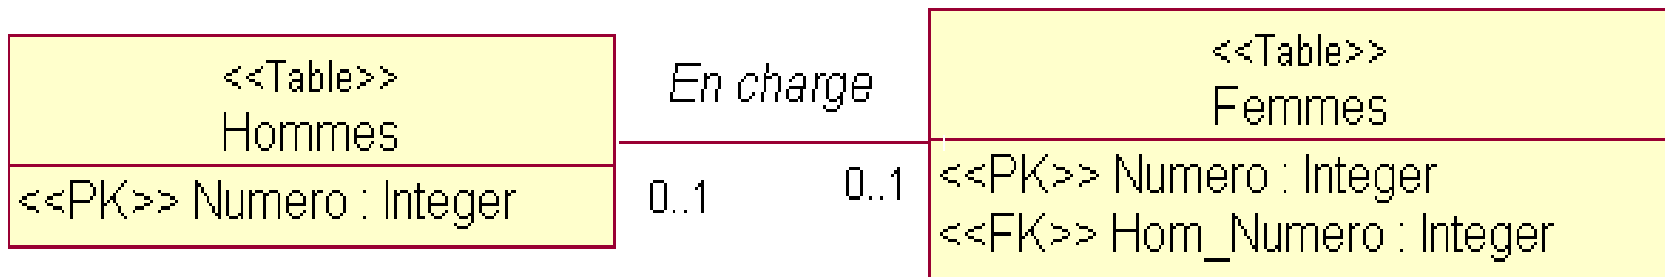 <<Table>>
Hommes
<<PK>> Numero : Integer
En charge
0..1
0..1
<<Table>>
Femmes
<<PK>> Numero : Integer
<<FK>> Hom_Numero : Integer